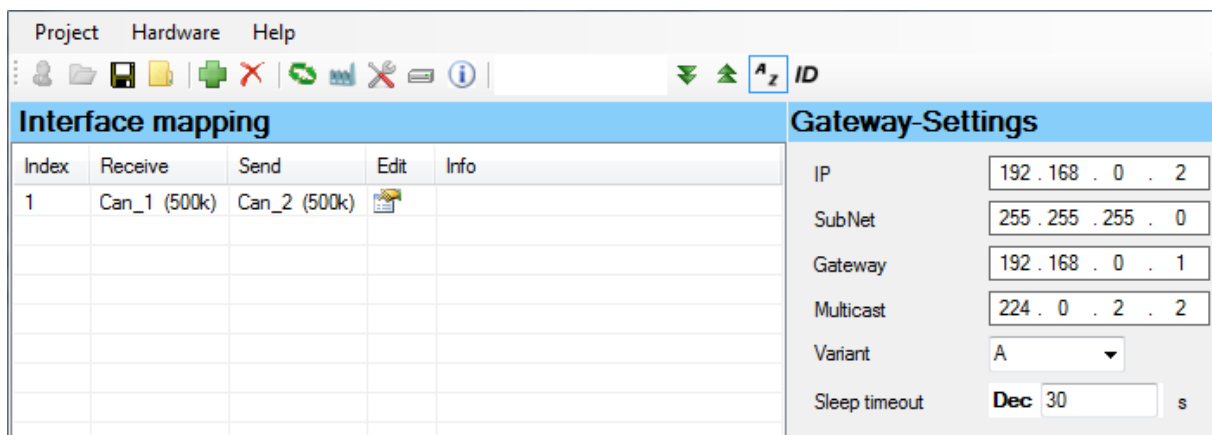 Project Hardware Help
A Z ID
Interface mapping
Gateway-Settings
Index Receive Send Edit Info
1 Can_1 (500k) Can_2 (500k)
IP 192 . 168 . 0 . 2
SubNet 255 . 255 . 255 . 0
Gateway 192 . 168 . 0 . 1
Multicast 224 . 0 . 2 . 2
Variant A
Sleep timeout Dec 30 s